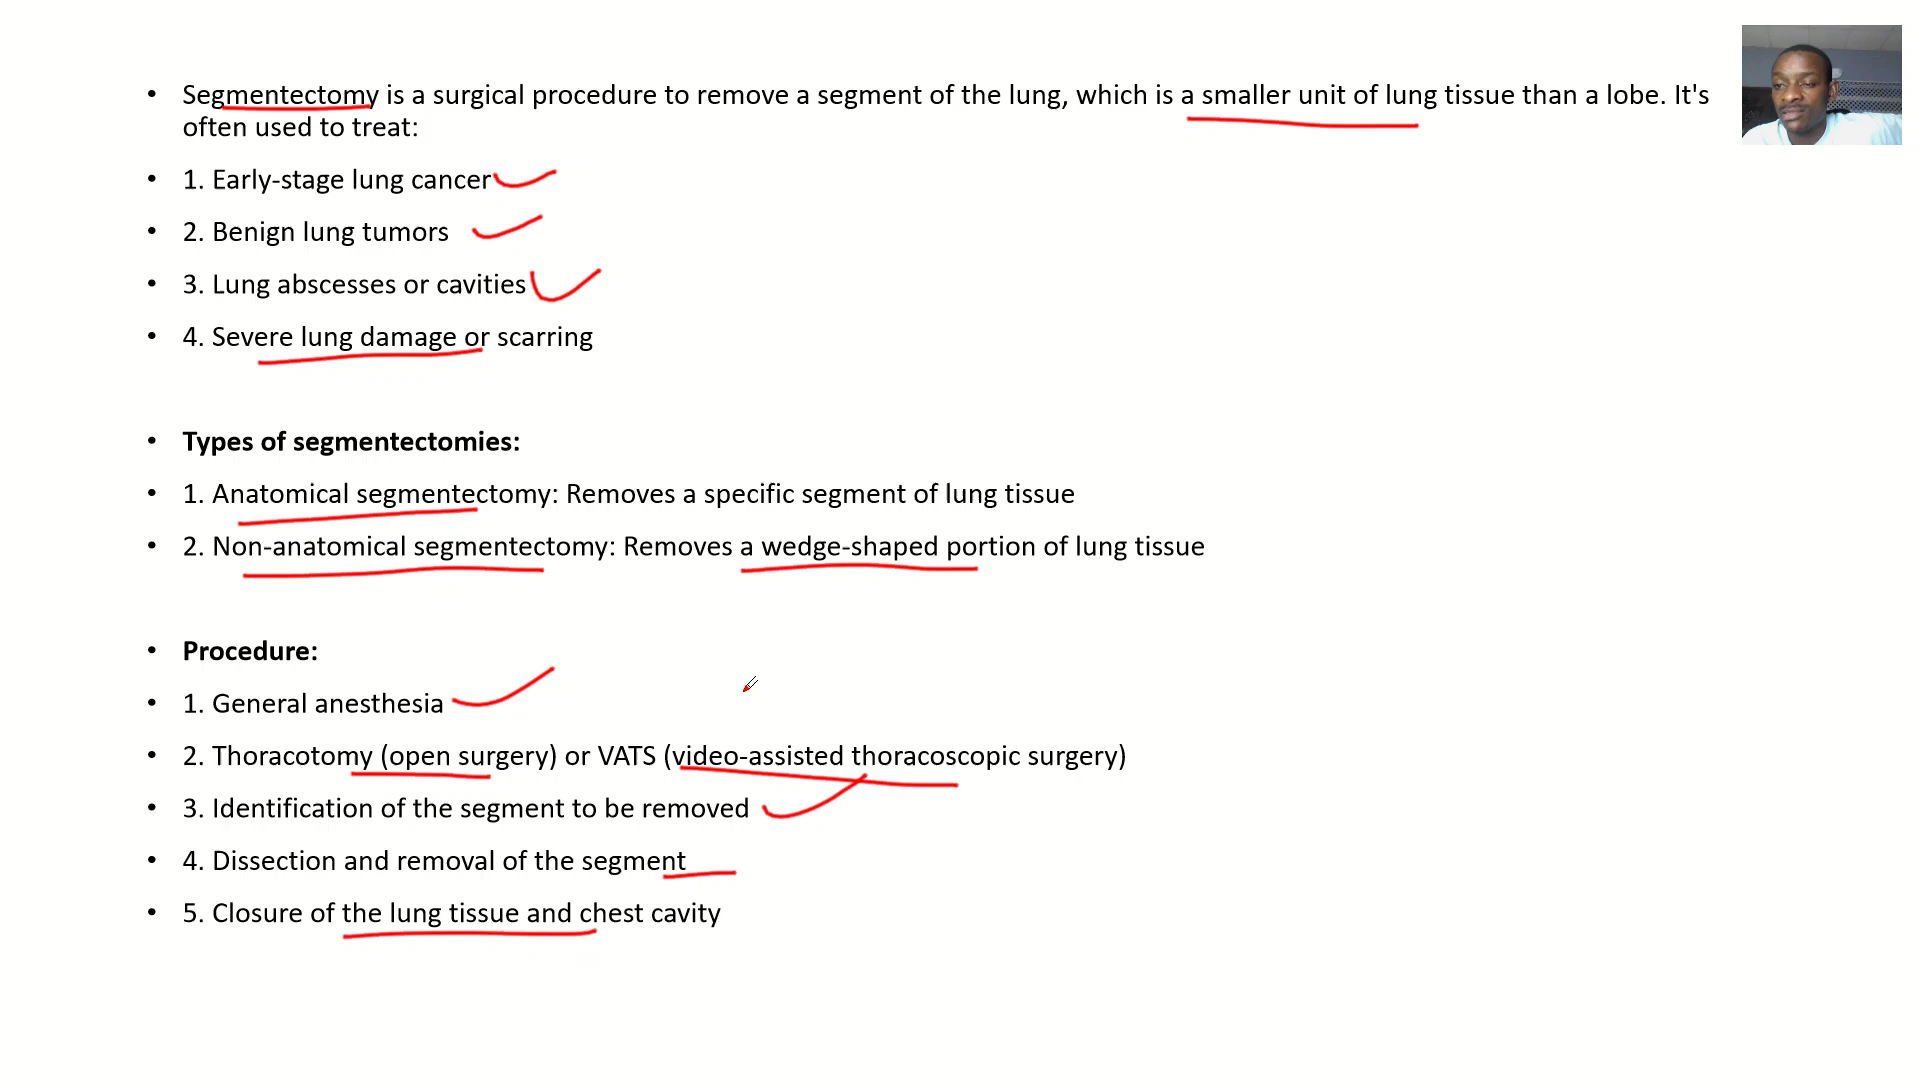 • Segmentectomy is a surgical procedure to remove a segment of the lung, which is a smaller unit of lung tissue than a lobe. It's
often used to treat:
• 1. Early-stage lung cancer
• 2. Benign lung tumors
• 3. Lung abscesses or cavities
• 4. Severe lung damage or scarring
• Types of segmentectomies:
• 1. Anatomical segmentectomy: Removes a specific segment of lung tissue
• 2. Non-anatomical segmentectomy: Removes a wedge-shaped portion of lung tissue
• Procedure:
• 1. General anesthesia
• 2. Thoracotomy (open surgery) or VATS (video-assisted thoracoscopic surgery)
• 3. Identification of the segment to be removed
• 4. Dissection and removal of the segment
• 5. Closure of the lung tissue and chest cavity